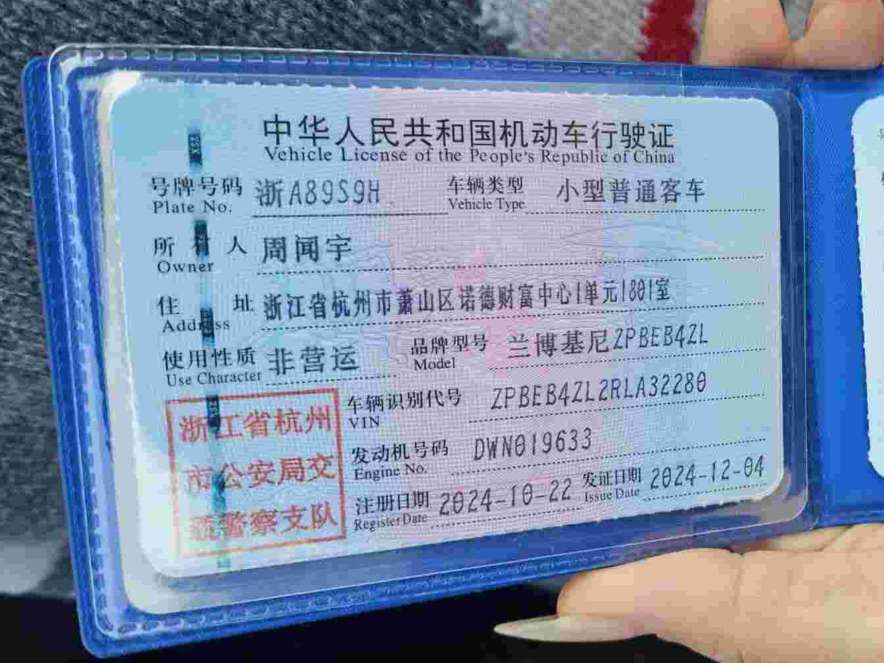 中华人民共和国机动车行驶证
Vehicle License of the People's Republic of China
号牌号码 浙A89S9H 车辆类型 小型普通客车
Plate No. Vehicle Type
所有人 周闻宇
Owner
住址 浙江省杭州市萧山区诺德财富中心1单元1801室
Address
使用性质 非营运 品牌型号 兰博基尼ZPBEB4ZL
Use Character Model
车辆识别代号 ZPBEB4ZL2RLA32280
VIN
发动机号码 DWN019633
Engine No.
注册日期 2024-10-22 发证日期 2024-12-04
Register Date Issue Date
浙江省杭州
市公安局交
通警察支队